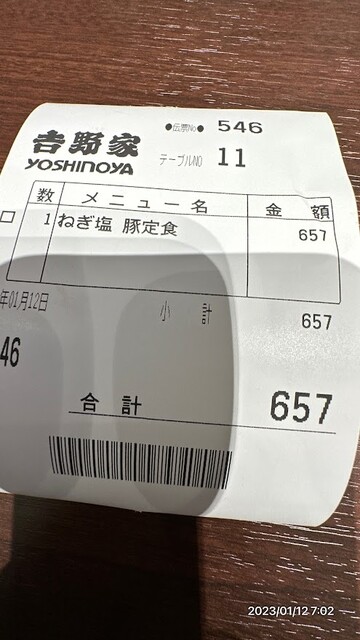 ●伝票No● 546
吉野家
YOSHINOYA
テーブルNO 11
数 メニュー名 金額
1 ねぎ塩 豚定食 657
年01月12日
小計 657
46
合計 657
2023/01/12 7:02